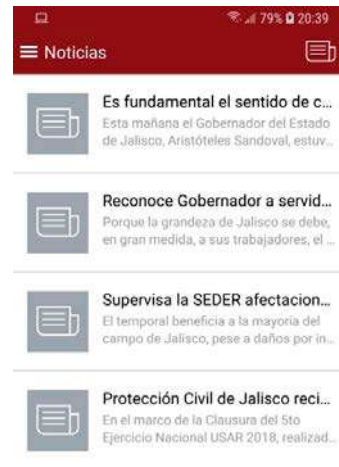 79% 20:39
Noticias
Es fundamental el sentido de c...
Esta mañana el Gobernador del Estado
de Jalisco, Aristóteles Sandoval, estuv...
Reconoce Gobernador a servid...
Porque la grandeza de Jalisco se debe,
en gran medida, a sus trabajadores, el ...
Supervisa la SEDER afectacion...
El temporal beneficia a la mayoría del
campo de Jalisco, pese a daños por in...
Protección Civil de Jalisco reci...
En el marco de la Clausura del 5to
Ejercicio Nacional USAR 2018, realizad...